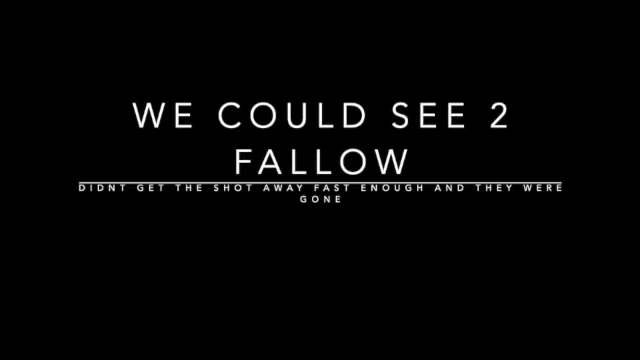 WE COULD SEE 2
FALLOW
DIDNT GET THE SHOT AWAY FAST ENOUGH AND THEY WERE
GONE